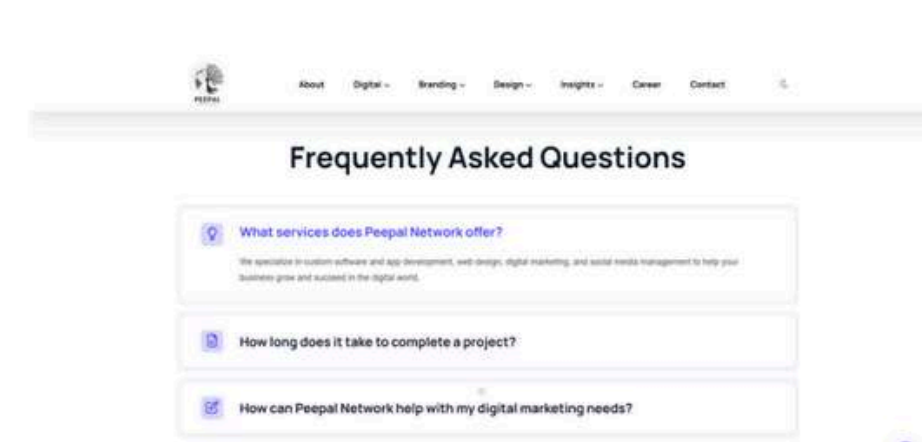 PEEPAL
About Digital Branding Design Insights Career Contact
Frequently Asked Questions
What services does Peepal Network offer?
We specialize in custom software and app development, web design, digital marketing, and social media management to help your
business grow and succeed in the digital world.
How long does it take to complete a project?
How can Peepal Network help with my digital marketing needs?